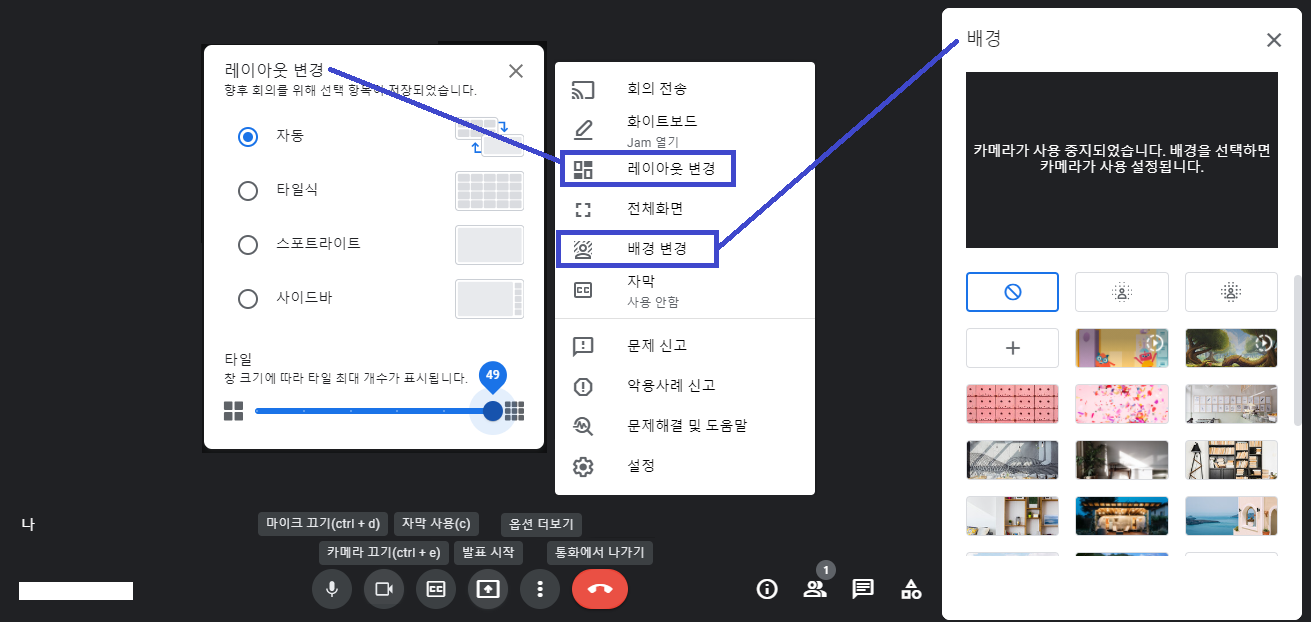 레이아웃 변경
향후 회의를 위해 선택 항목이 저장되었습니다.
자동
타일식
스포트라이트
사이드바
타일
창 크기에 따라 타일 최대 개수가 표시됩니다.
49
회의 전송
화이트보드
Jam 열기
레이아웃 변경
전체화면
배경 변경
자막
사용 안함
문제 신고
악용사례 신고
문제해결 및 도움말
설정
배경
카메라가 사용 중지되었습니다. 배경을 선택하면
카메라가 사용 설정됩니다.
나
마이크 끄기(ctrl + d)
자막 사용(c)
옵션 더보기
카메라 끄기(ctrl + e)
발표 시작
통화에서 나가기
1